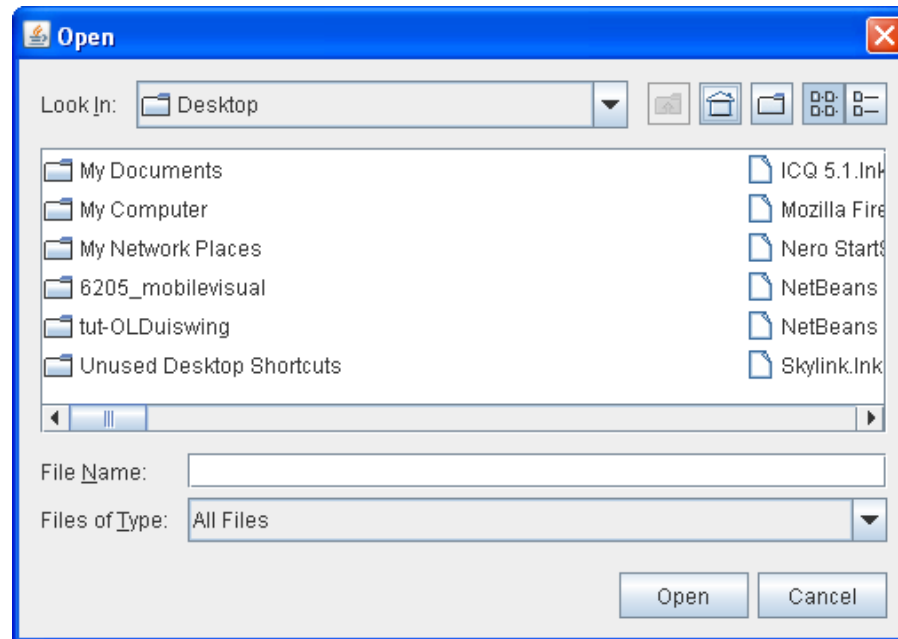 Open
Look In: Desktop
My Documents
My Computer
My Network Places
6205_mobilevisual
tut-OLDuiswing
Unused Desktop Shortcuts
ICQ 5.1.lnk
Mozilla Fire
Nero StartS
NetBeans
NetBeans
Skylink.lnk
File Name:
Files of Type: All Files
Open Cancel